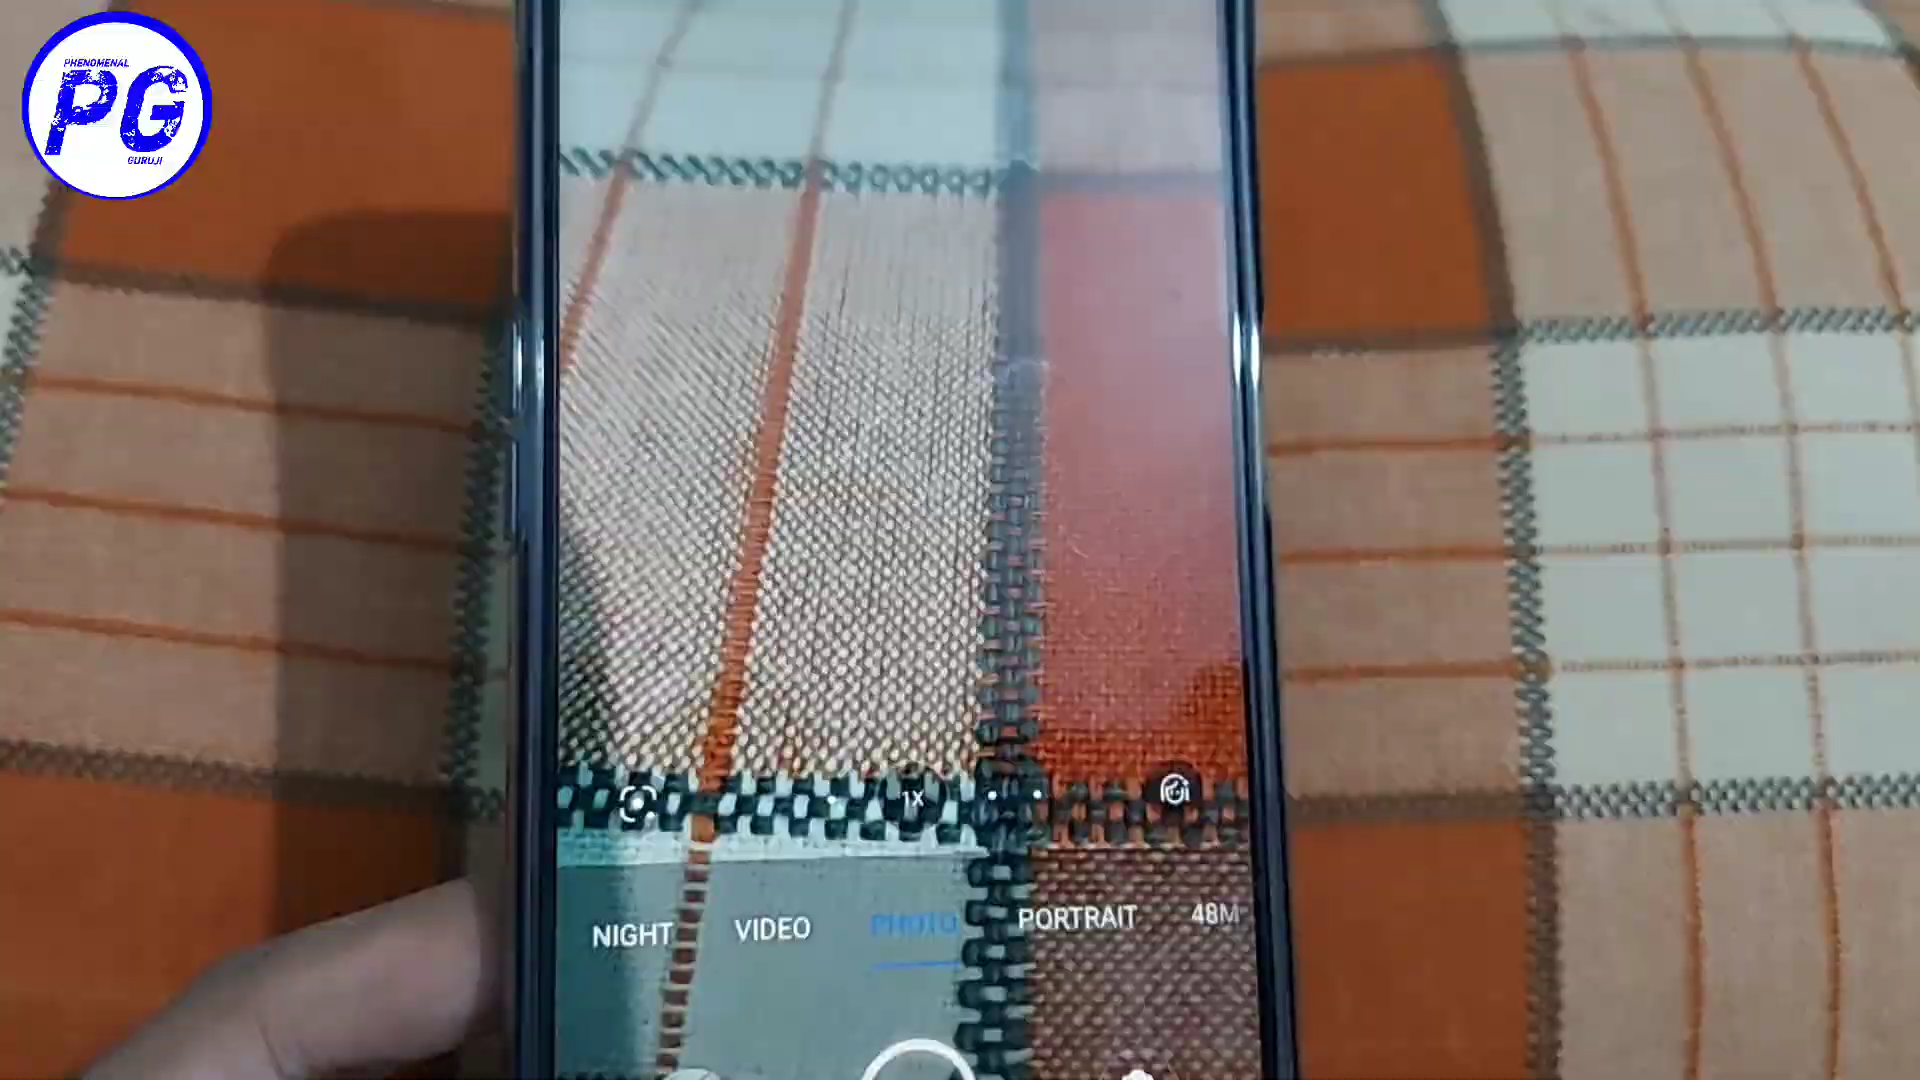 PHENOMENAL
PG
GURUJI
1X
NIGHT VIDEO PHOTO PORTRAIT 48M